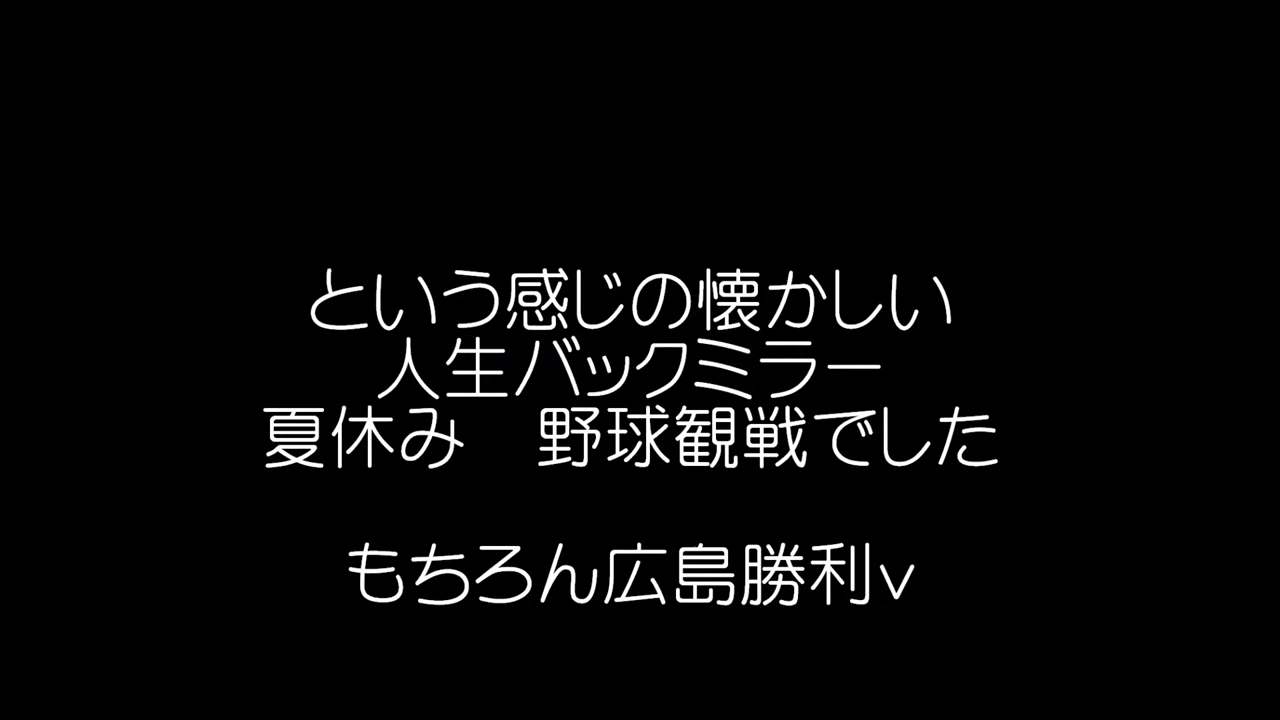 という感じの懐かしい
人生バックミラー
夏休み　野球観戦でした
もちろん広島勝利v